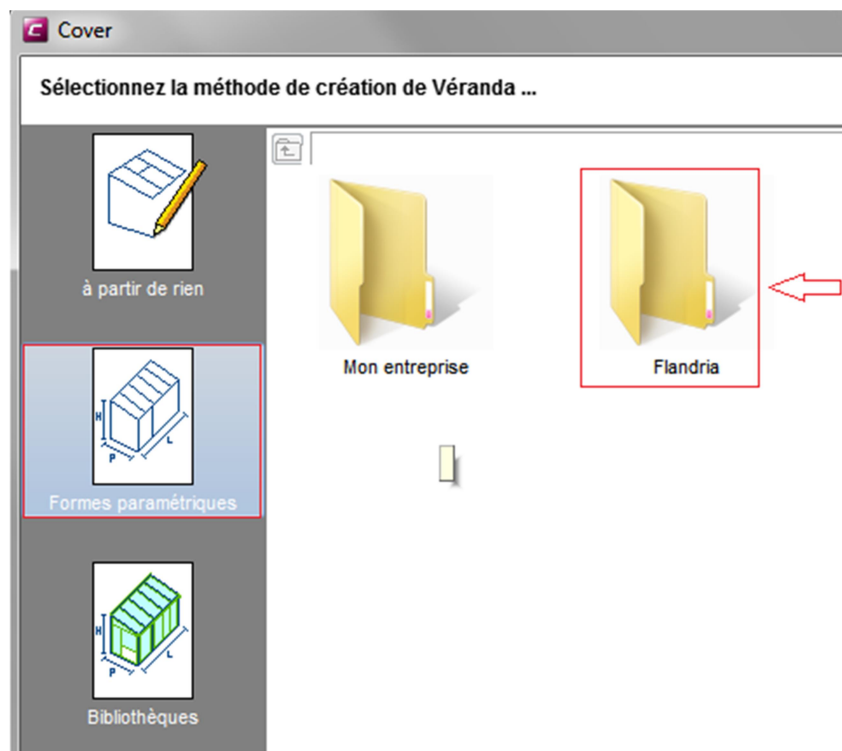 Cover
Sélectionnez la méthode de création de Véranda ...
à partir de rien
Mon entreprise
Flandria
H
P
L
Formes paramétriques
H
P
L
Bibliothèques